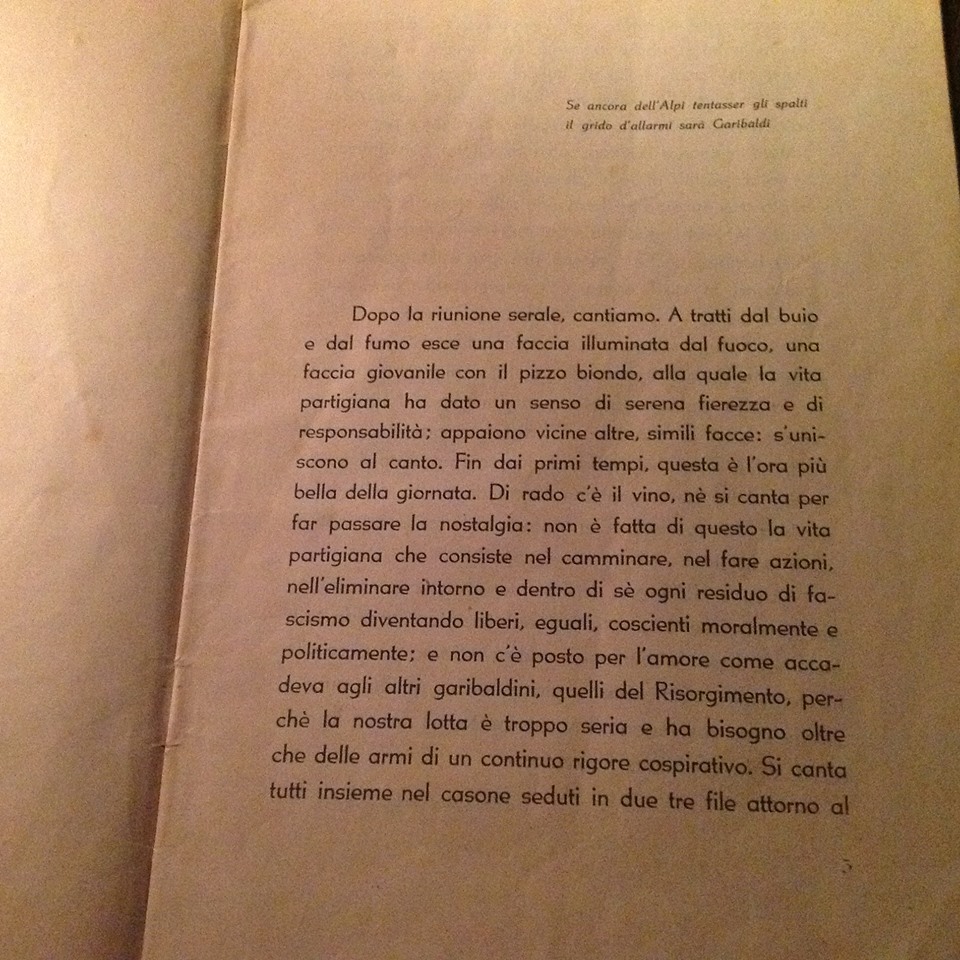 Se ancora dell'Alpi tentasser gli spalti
il grido d'allarmi sarà Garibaldi
Dopo la riunione serale, cantiamo. A tratti dal buio
e dal fumo esce una faccia illuminata dal fuoco, una
faccia giovanile con il pizzo biondo, alla quale la vita
partigiana ha dato un senso di serena fierezza e di
responsabilità; appaiono vicine altre, simili facce: s'uni-
scono al canto. Fin dai primi tempi, questa è l'ora più
bella della giornata. Di rado c'è il vino, nè si canta per
far passare la nostalgia: non è fatta di questo la vita
partigiana che consiste nel camminare, nel fare azioni,
nell'eliminare intorno e dentro di sè ogni residuo di fa-
scismo diventando liberi, eguali, coscienti moralmente e
politicamente; e non c'è posto per l'amore come acca-
deva agli altri garibaldini, quelli del Risorgimento, per-
chè la nostra lotta è troppo seria e ha bisogno oltre
che delle armi di un continuo rigore cospirativo. Si canta
tutti insieme nel casone seduti in due tre file attorno al